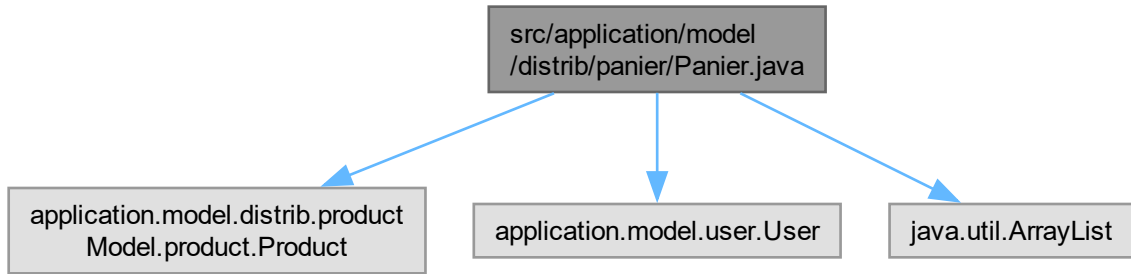 src/application/model
/distrib/panier/Panier.java
application.model.distrib.product
Model.product.Product
application.model.user.User
java.util.ArrayList